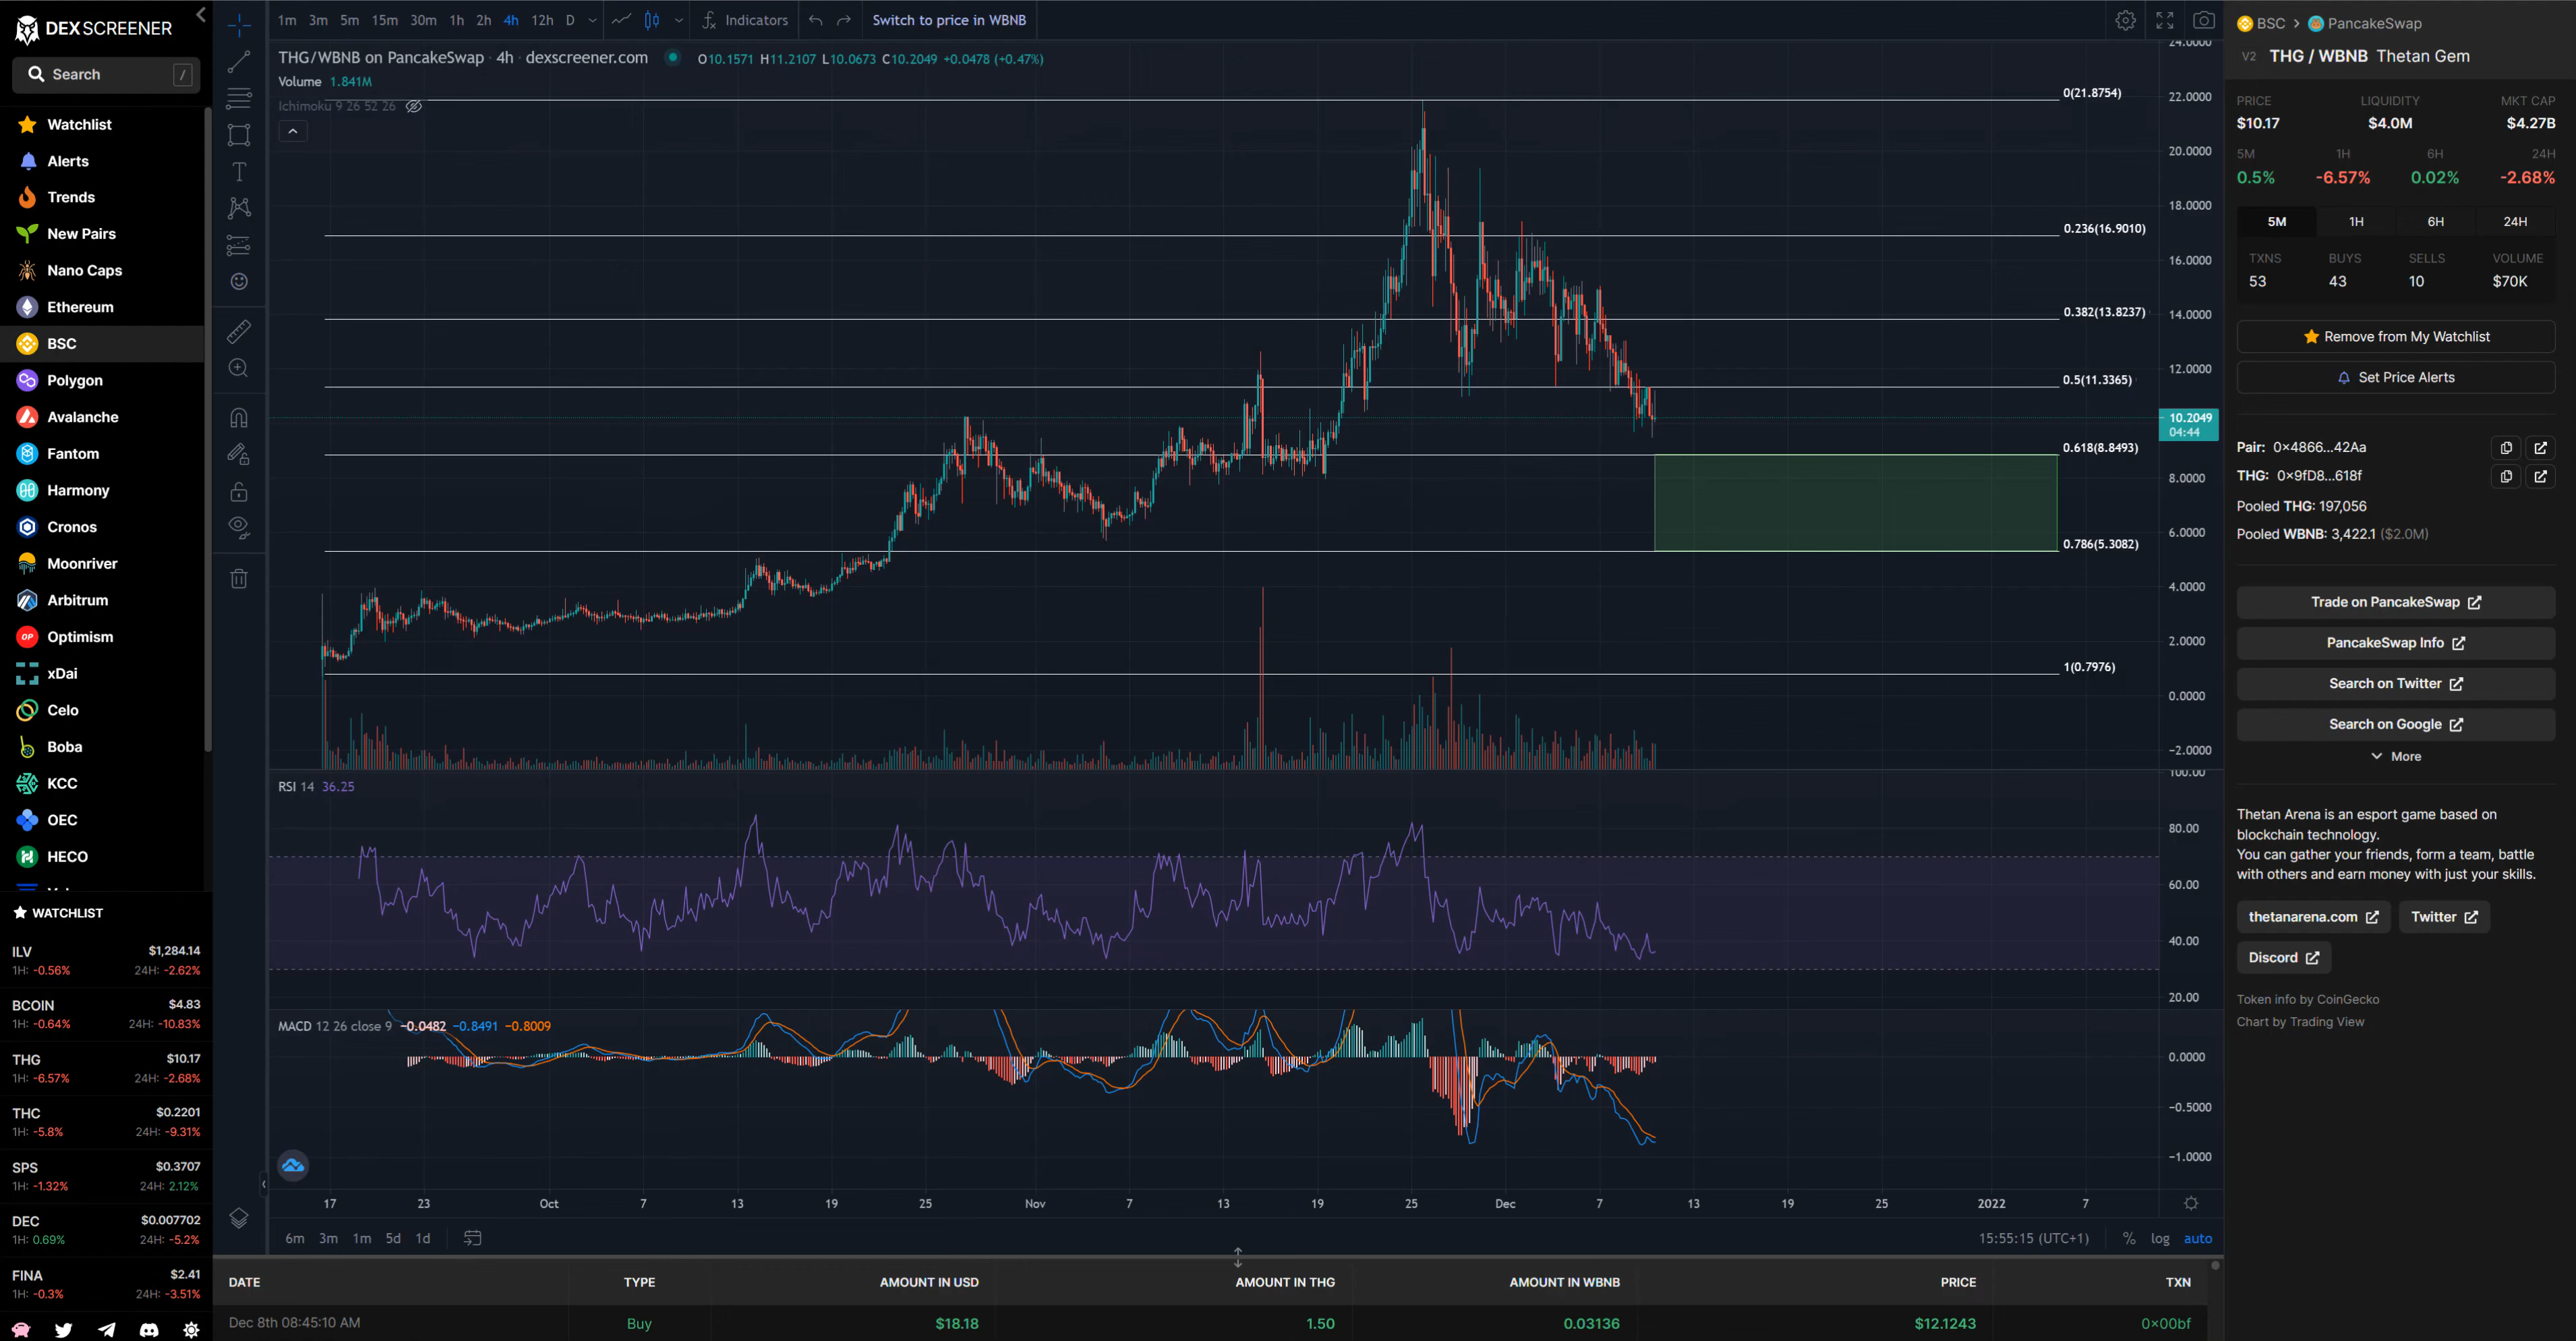 DEX SCREENER
Search /
Watchlist
Alerts
Trends
New Pairs
Nano Caps
Ethereum
BSC
Polygon
Avalanche
Fantom
Harmony
Cronos
Moonriver
Arbitrum
OP Optimism
xDai
Celo
Boba
KCC
OEC
HECO
WATCHLIST
ILV $1,284.14
1H: -0.56% 24H: -2.62%
BCOIN $4.83
1H: -0.64% 24H: -10.83%
THG $10.17
1H: -6.57% 24H: -2.68%
THC $0.2201
1H: -5.8% 24H: -9.31%
SPS $0.3707
1H: -1.32% 24H: 2.12%
DEC $0.007702
1H: 0.69% 24H: -5.2%
FINA $2.41
1H: -0.3% 24H: -3.51%
1m 3m 5m 15m 30m 1h 2h 4h 12h D Indicators Switch to price in WBNB
THG/WBNB on PancakeSwap · 4h · dexscreener.com O10.1571 H11.2107 L10.0673 C10.2049 +0.0478 (+0.47%)
Volume 1.841M
Ichimoku 9 26 52 26
0(21.8754)
0.236(16.9010)
0.382(13.8237)
0.5(11.3365)
0.618(8.8493)
0.786(5.3082)
1(0.7976)
24.0000
22.0000
20.0000
18.0000
16.0000
14.0000
12.0000
10.2049
04:44
8.0000
6.0000
4.0000
2.0000
0.0000
-2.0000
RSI 14 36.25
100.00
80.00
60.00
40.00
20.00
MACD 12 26 close 9 -0.0482 -0.8491 -0.8009
0.0000
-0.5000
-1.0000
17 23 Oct 7 13 19 25 Nov 7 13 19 25 Dec 7 13 19 25 2022 7
6m 3m 1m 5d 1d 15:55:15 (UTC+1) % log auto
DATE TYPE AMOUNT IN USD AMOUNT IN THG AMOUNT IN WBNB PRICE TXN
Dec 8th 08:45:10 AM Buy $18.18 1.50 0.03136 $12.1243 0x00bf
BSC > PancakeSwap
V2 THG / WBNB Thetan Gem
PRICE LIQUIDITY MKT CAP
$10.17 $4.0M $4.27B
5M 1H 6H 24H
0.5% -6.57% 0.02% -2.68%
5M 1H 6H 24H
TXNS BUYS SELLS VOLUME
53 43 10 $70K
Remove from My Watchlist
Set Price Alerts
Pair: 0x4866...42Aa
THG: 0x9fD8...618f
Pooled THG: 197,056
Pooled WBNB: 3,422.1 ($2.0M)
Trade on PancakeSwap
PancakeSwap Info
Search on Twitter
Search on Google
More
Thetan Arena is an esport game based on
blockchain technology.
You can gather your friends, form a team, battle
with others and earn money with just your skills.
thetanarena.com Twitter
Discord
Token info by CoinGecko
Chart by Trading View